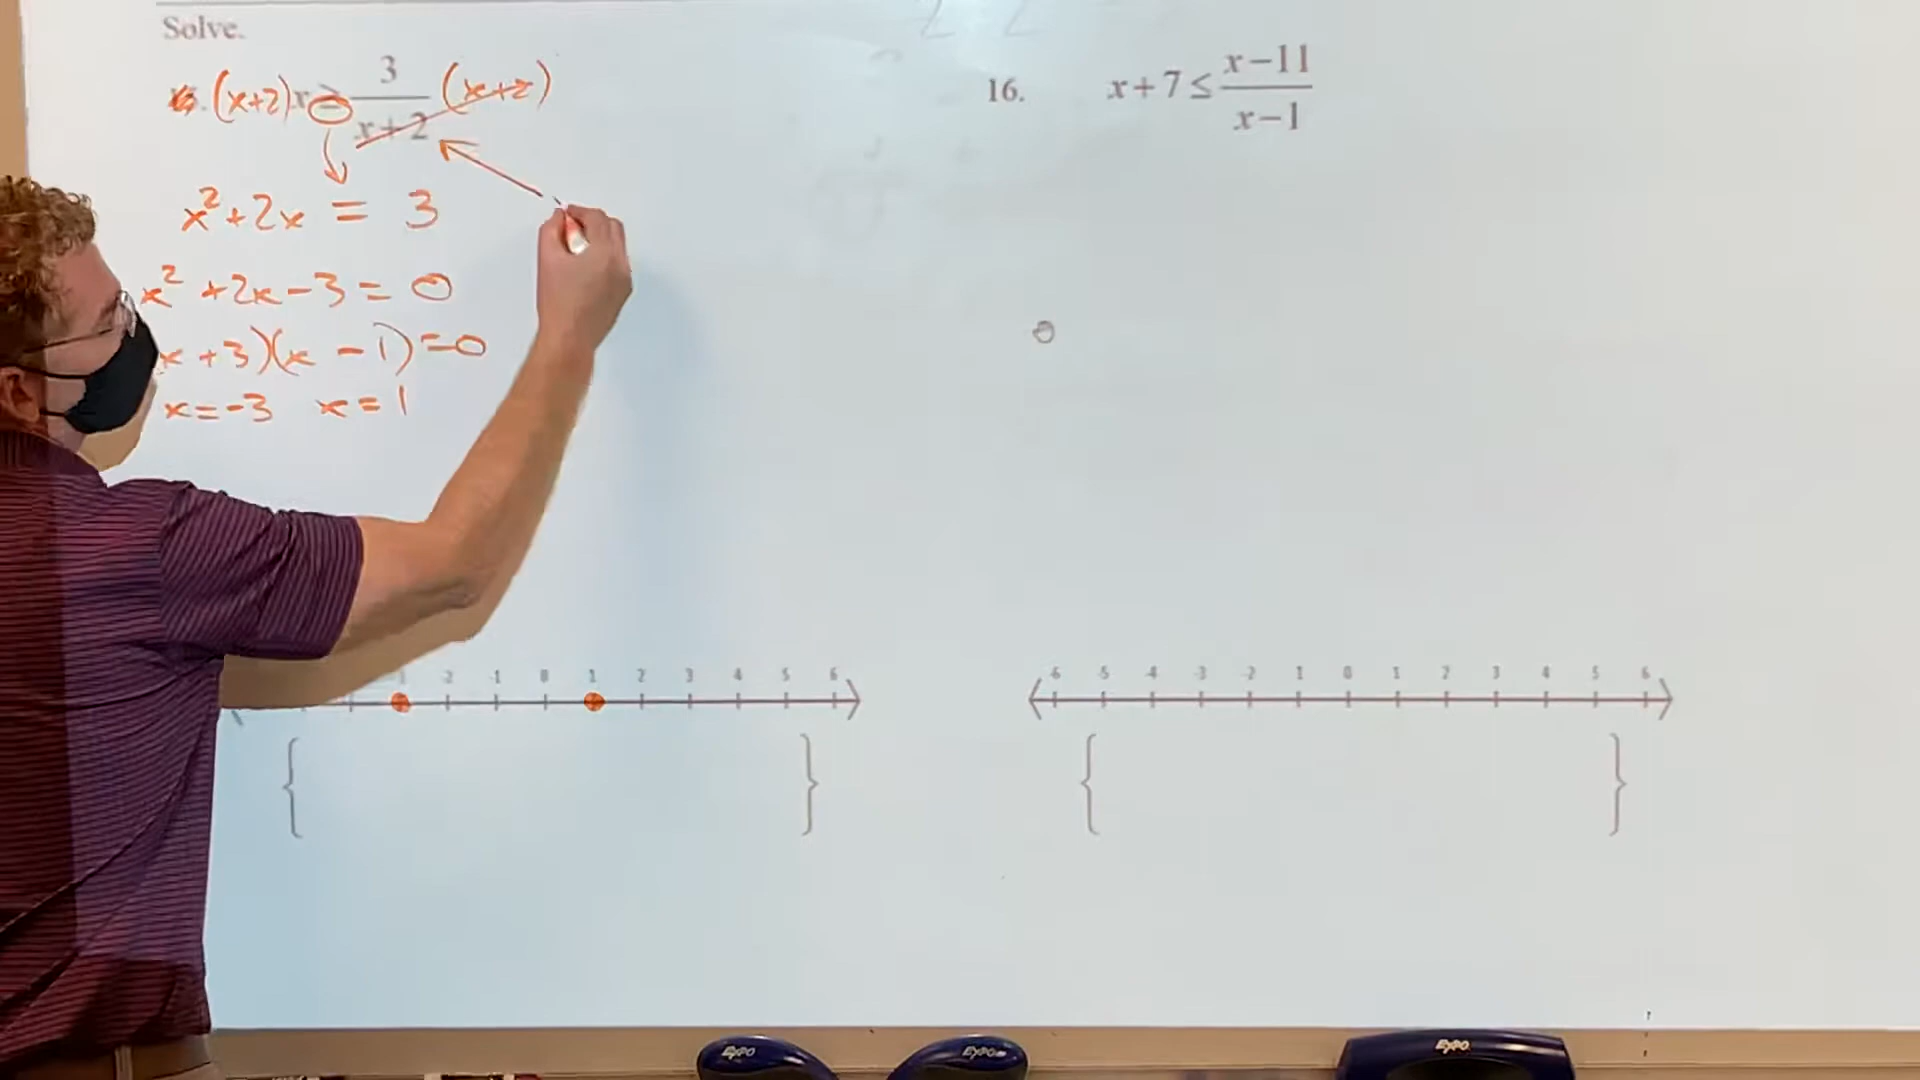 Solve.
(x+2)x ≥ 3/(x+2) (x+2)
x² + 2x = 3
x² + 2x - 3 = 0
x + 3)(x - 1) = 0
x = -3 x = 1
16. x + 7 ≤ (x - 11)/(x - 1)
-2 -1 0 1 2 3 4 5 6
-6 -5 -4 -3 -2 -1 0 1 2 3 4 5 6
{ }
{ }
EXPO EXPO EXPO